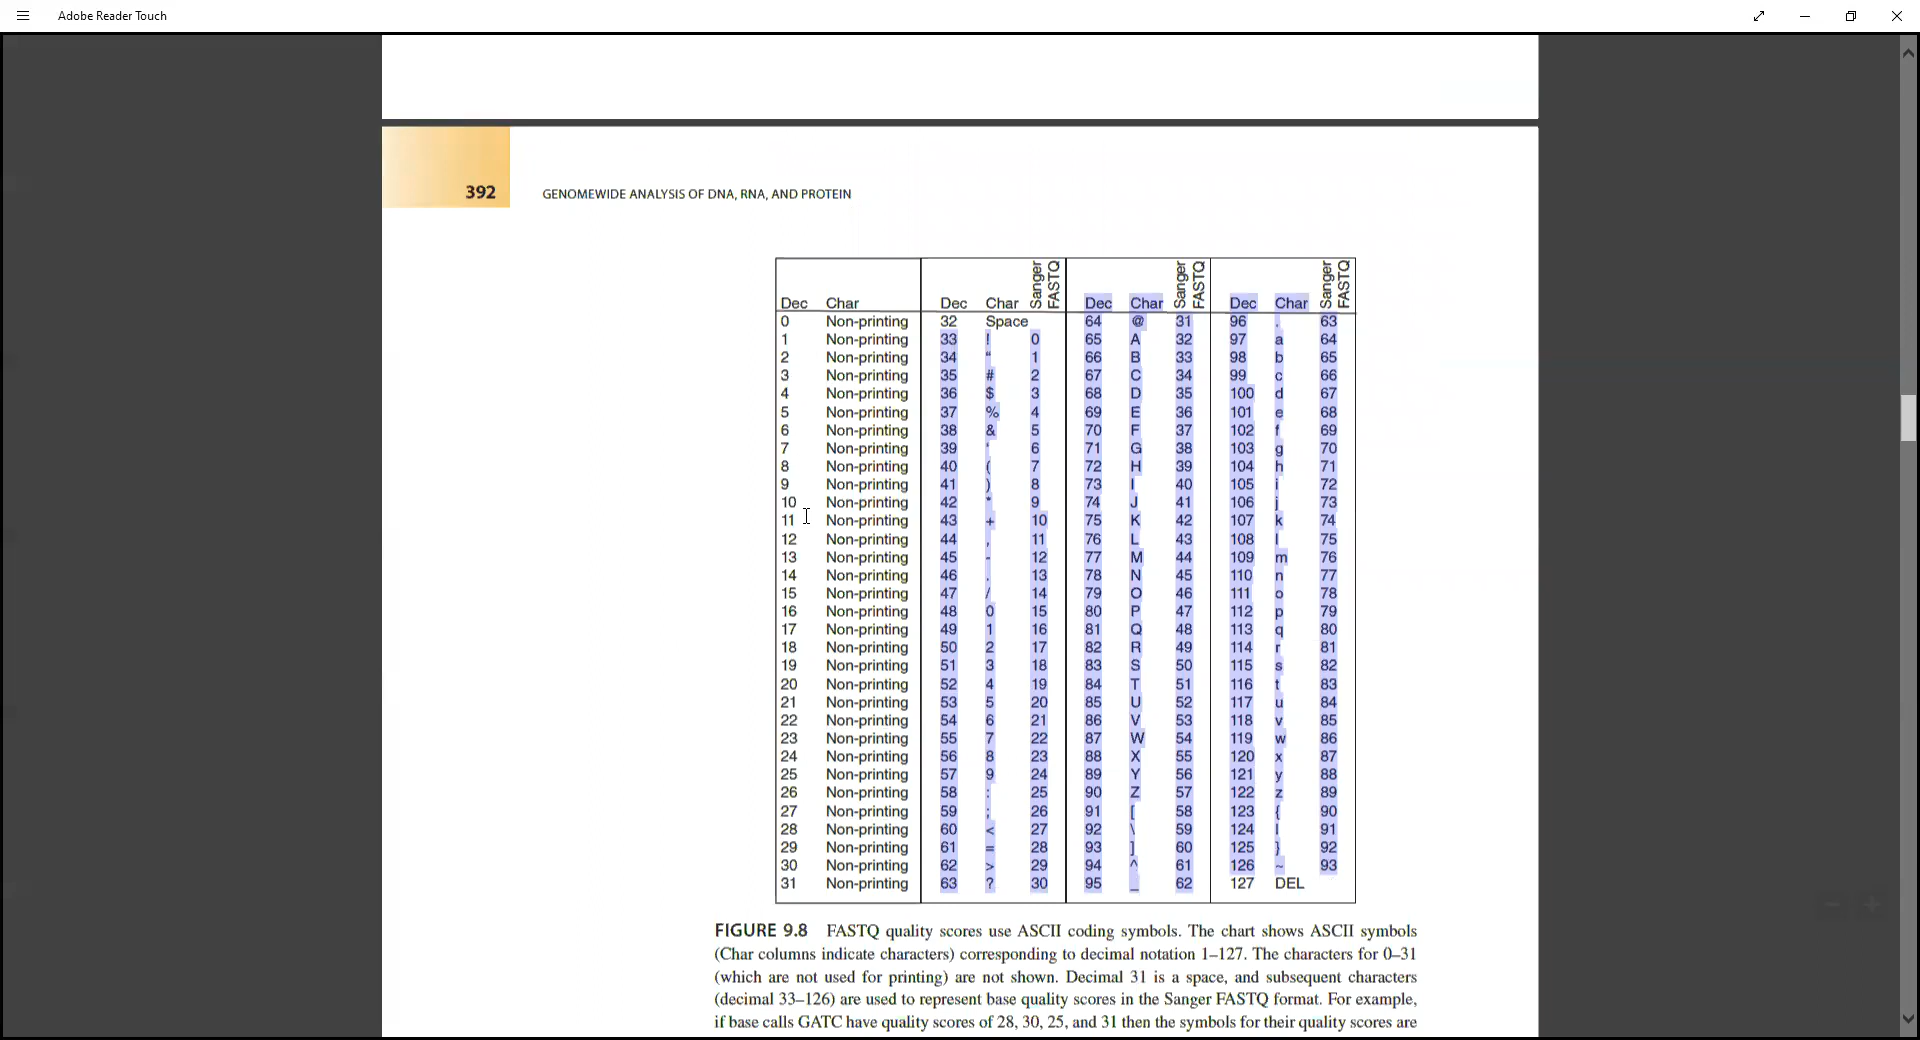 Adobe Reader Touch
392
GENOMEWIDE ANALYSIS OF DNA, RNA, AND PROTEIN
Dec Char Dec Char Sanger FASTQ Dec Char Sanger FASTQ Dec Char Sanger FASTQ
0 Non-printing 32 Space 64 @ 31 96 . 63
1 Non-printing 33 ! 0 65 A 32 97 a 64
2 Non-printing 34 “ 1 66 B 33 98 b 65
3 Non-printing 35 # 2 67 C 34 99 c 66
4 Non-printing 36 $ 3 68 D 35 100 d 67
5 Non-printing 37 % 4 69 E 36 101 e 68
6 Non-printing 38 & 5 70 F 37 102 f 69
7 Non-printing 39 ‘ 6 71 G 38 103 g 70
8 Non-printing 40 ( 7 72 H 39 104 h 71
9 Non-printing 41 ) 8 73 I 40 105 i 72
10 Non-printing 42 * 9 74 J 41 106 j 73
11 Non-printing 43 + 10 75 K 42 107 k 74
12 Non-printing 44 , 11 76 L 43 108 l 75
13 Non-printing 45 - 12 77 M 44 109 m 76
14 Non-printing 46 . 13 78 N 45 110 n 77
15 Non-printing 47 / 14 79 O 46 111 o 78
16 Non-printing 48 0 15 80 P 47 112 p 79
17 Non-printing 49 1 16 81 Q 48 113 q 80
18 Non-printing 50 2 17 82 R 49 114 r 81
19 Non-printing 51 3 18 83 S 50 115 s 82
20 Non-printing 52 4 19 84 T 51 116 t 83
21 Non-printing 53 5 20 85 U 52 117 u 84
22 Non-printing 54 6 21 86 V 53 118 v 85
23 Non-printing 55 7 22 87 W 54 119 w 86
24 Non-printing 56 8 23 88 X 55 120 x 87
25 Non-printing 57 9 24 89 Y 56 121 y 88
26 Non-printing 58 : 25 90 Z 57 122 z 89
27 Non-printing 59 ; 26 91 [ 58 123 { 90
28 Non-printing 60 < 27 92 \ 59 124 | 91
29 Non-printing 61 = 28 93 ] 60 125 } 92
30 Non-printing 62 > 29 94 ^ 61 126 ~ 93
31 Non-printing 63 ? 30 95 _ 62 127 DEL
FIGURE 9.8 FASTQ quality scores use ASCII coding symbols. The chart shows ASCII symbols
(Char columns indicate characters) corresponding to decimal notation 1–127. The characters for 0–31
(which are not used for printing) are not shown. Decimal 31 is a space, and subsequent characters
(decimal 33–126) are used to represent base quality scores in the Sanger FASTQ format. For example,
if base calls GATC have quality scores of 28, 30, 25, and 31 then the symbols for their quality scores are